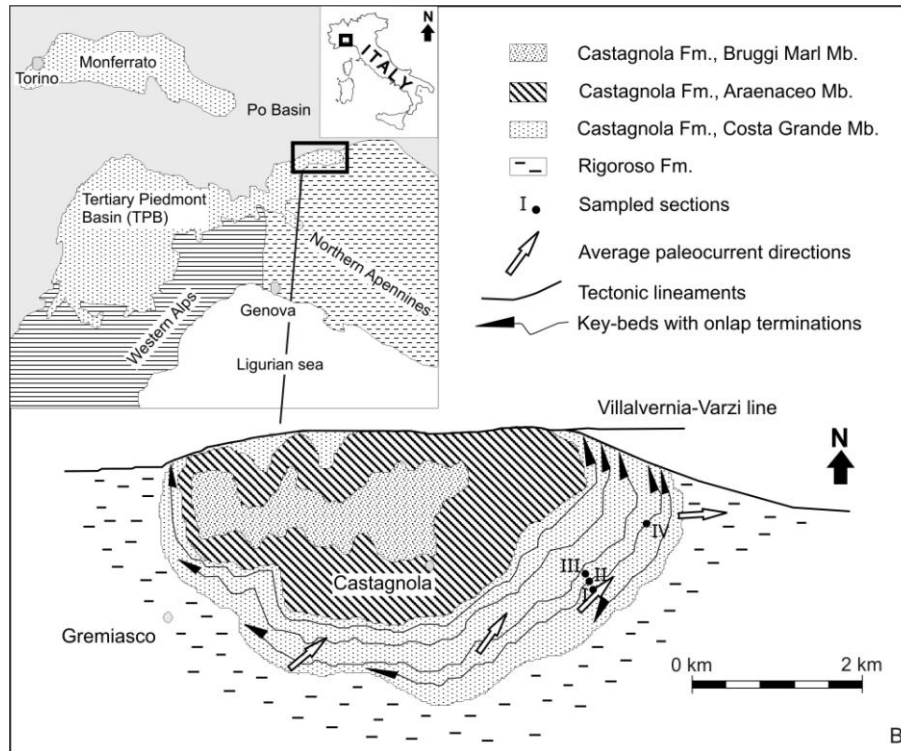 Monferrato
Torino
Po Basin
ITALY
N
Tertiary Piedmont
Basin (TPB)
Northern Apennines
Western Alps
Genova
Ligurian sea
Castagnola Fm., Bruggi Marl Mb.
Castagnola Fm., Araenaceo Mb.
Castagnola Fm., Costa Grande Mb.
Rigoroso Fm.
I
Sampled sections
Average paleocurrent directions
Tectonic lineaments
Key-beds with onlap terminations
Villalvernia-Varzi line
N
IV
III
II
I
Castagnola
Gremiasco
0 km
2 km
B